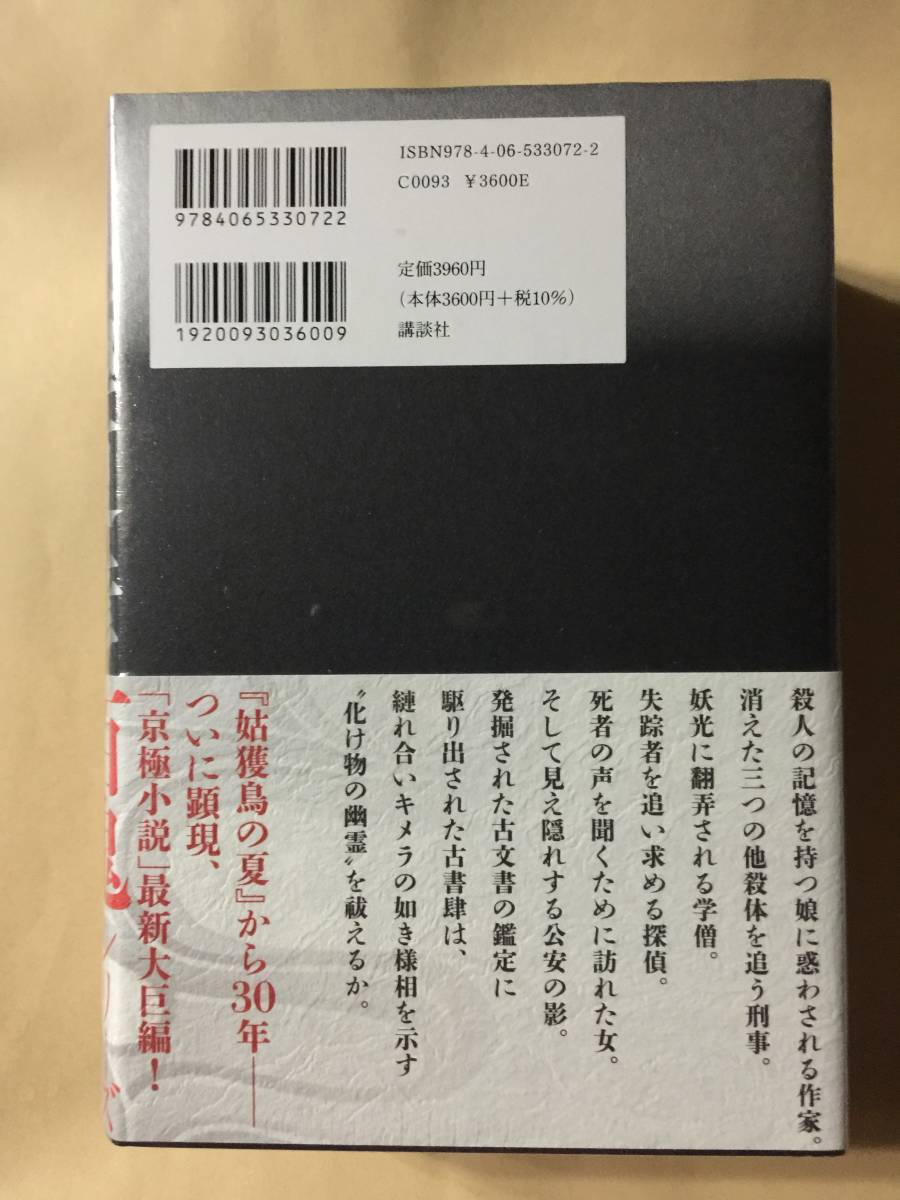 ISBN978-4-06-533072-2
C0093 ¥3600E
9784065330722
定価3960円
(本体3600円+税10%)
1920093036009
講談社
殺人の記憶を持つ娘に惑わされる作家。
消えた三つの他殺体を追う刑事。
妖光に翻弄される学僧。
失踪者を追い求める探偵。
死者の声を聞くために訪れた女。
そして見え隠れする公安の影。
発掘された古文書の鑑定に
駆り出された古書肆は、
縺れ合いキメラの如き様相を示す
〝化け物の幽霊〟を祓えるか。
『姑獲鳥の夏』から30年——
ついに顕現、
「京極小説」最新大巨編!